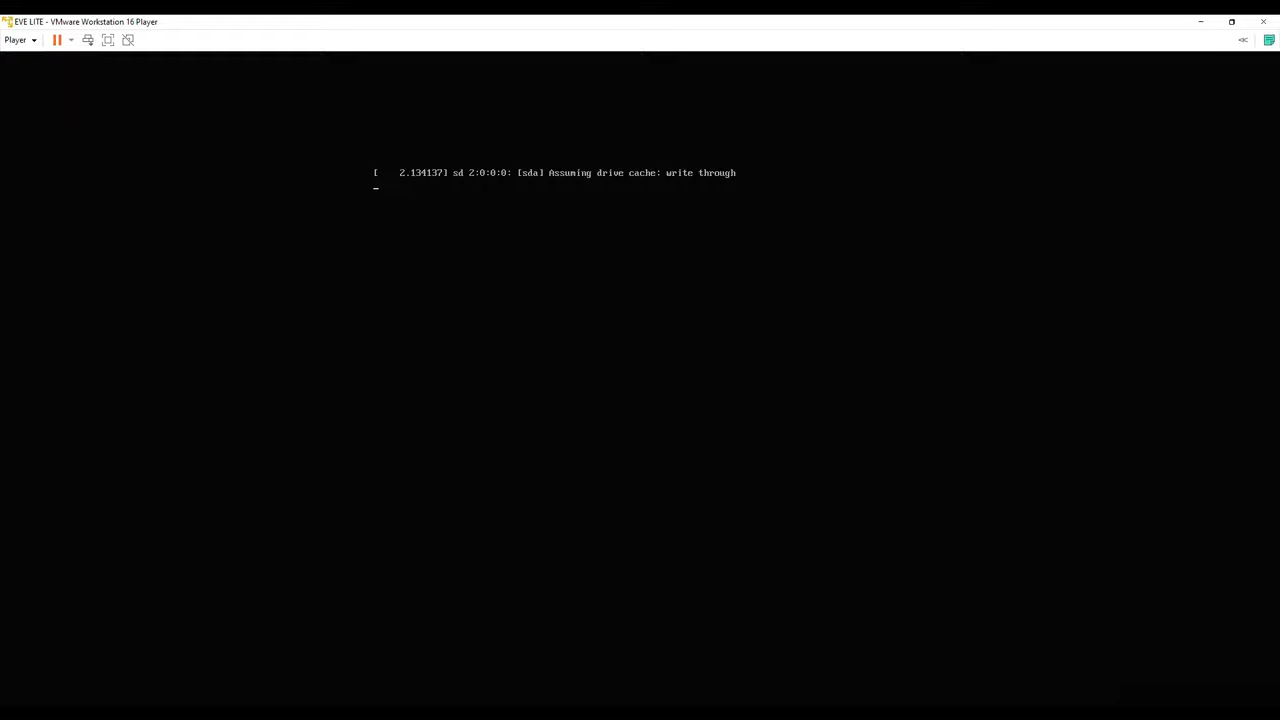 EVE LITE - VMware Workstation 16 Player
Player
[    2.134137] sd 2:0:0:0: [sda] Assuming drive cache: write through